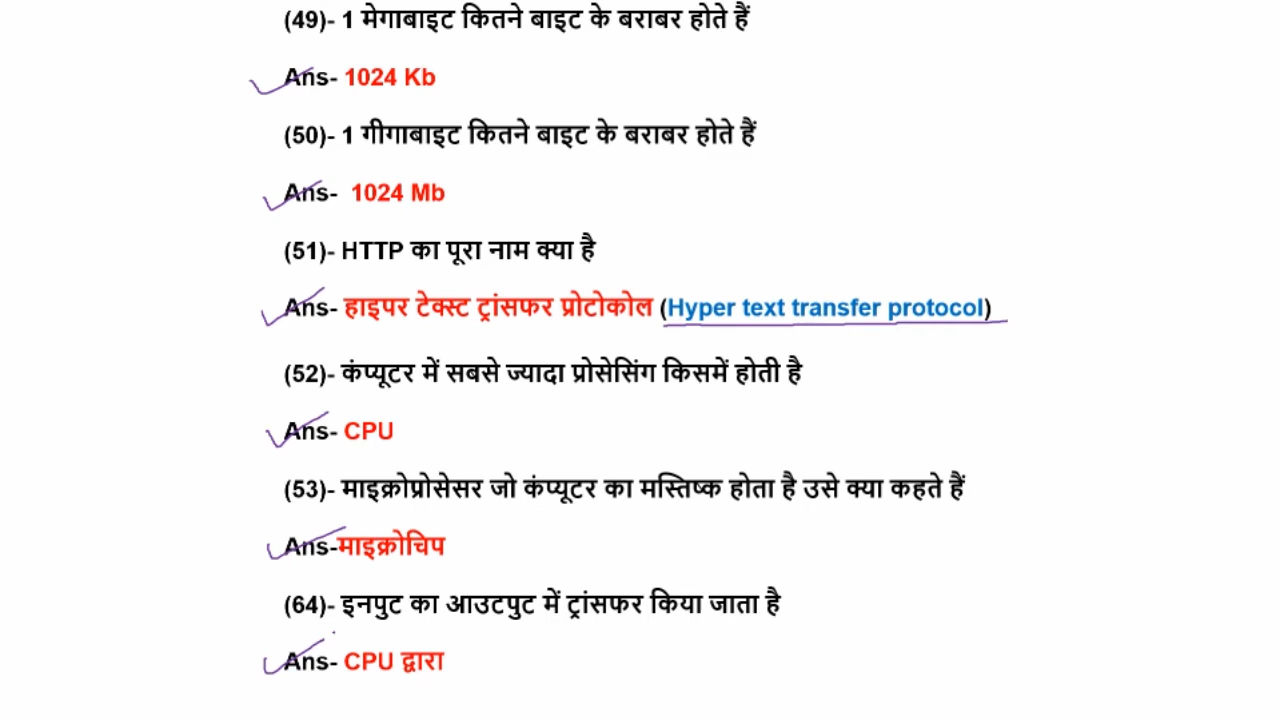 (49)- 1 मेगाबाइट कितने बाइट के बराबर होते हैं
Ans- 1024 Kb
(50)- 1 गीगाबाइट कितने बाइट के बराबर होते हैं
Ans- 1024 Mb
(51)- HTTP का पूरा नाम क्या है
Ans- हाइपर टेक्स्ट ट्रांसफर प्रोटोकोल (Hyper text transfer protocol)
(52)- कंप्यूटर में सबसे ज्यादा प्रोसेसिंग किसमें होती है
Ans- CPU
(53)- माइक्रोप्रोसेसर जो कंप्यूटर का मस्तिष्क होता है उसे क्या कहते हैं
Ans-माइक्रोचिप
(64)- इनपुट का आउटपुट में ट्रांसफर किया जाता है
Ans- CPU द्वारा